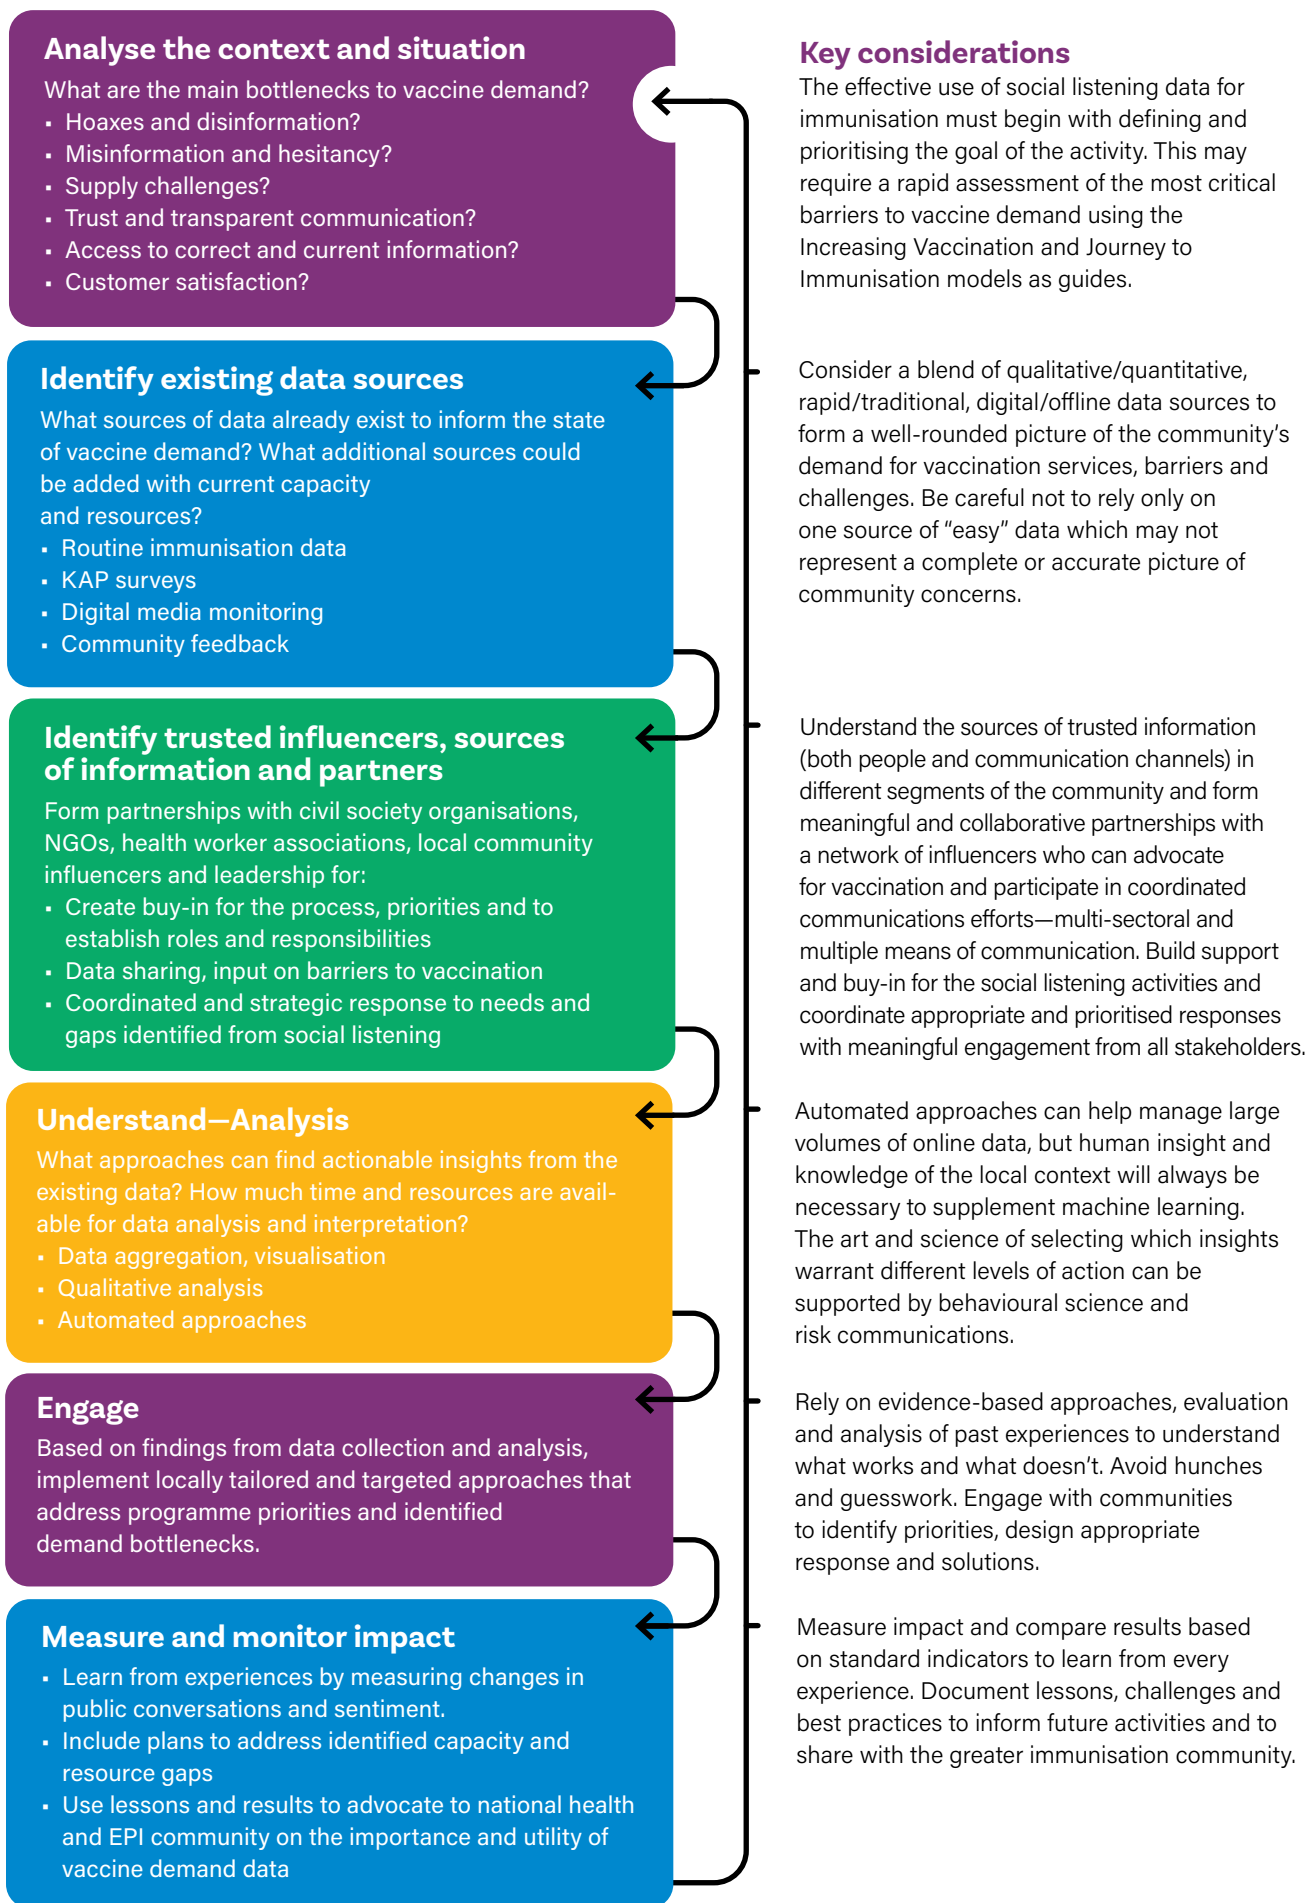 Analyse the context and situation
What are the main bottlenecks to vaccine demand?
▪ Hoaxes and disinformation?
▪ Misinformation and hesitancy?
▪ Supply challenges?
▪ Trust and transparent communication?
▪ Access to correct and current information?
▪ Customer satisfaction?
Key considerations
The effective use of social listening data for
immunisation must begin with defining and
prioritising the goal of the activity. This may
require a rapid assessment of the most critical
barriers to vaccine demand using the
Increasing Vaccination and Journey to
Immunisation models as guides.
Identify existing data sources
What sources of data already exist to inform the state
of vaccine demand? What additional sources could
be added with current capacity
and resources?
▪ Routine immunisation data
▪ KAP surveys
▪ Digital media monitoring
▪ Community feedback
Consider a blend of qualitative/quantitative,
rapid/traditional, digital/offline data sources to
form a well-rounded picture of the community's
demand for vaccination services, barriers and
challenges. Be careful not to rely only on
one source of "easy" data which may not
represent a complete or accurate picture of
community concerns.
Identify trusted influencers, sources
of information and partners
Form partnerships with civil society organisations,
NGOs, health worker associations, local community
influencers and leadership for:
▪ Create buy-in for the process, priorities and to
establish roles and responsibilities
▪ Data sharing, input on barriers to vaccination
▪ Coordinated and strategic response to needs and
gaps identified from social listening
Understand the sources of trusted information
(both people and communication channels) in
different segments of the community and form
meaningful and collaborative partnerships with
a network of influencers who can advocate
for vaccination and participate in coordinated
communications efforts—multi-sectoral and
multiple means of communication. Build support
and buy-in for the social listening activities and
coordinate appropriate and prioritised responses
with meaningful engagement from all stakeholders.
Understand—Analysis
What approaches can find actionable insights from the
existing data? How much time and resources are avail-
able for data analysis and interpretation?
▪ Data aggregation, visualisation
▪ Qualitative analysis
▪ Automated approaches
Automated approaches can help manage large
volumes of online data, but human insight and
knowledge of the local context will always be
necessary to supplement machine learning.
The art and science of selecting which insights
warrant different levels of action can be
supported by behavioural science and
risk communications.
Engage
Based on findings from data collection and analysis,
implement locally tailored and targeted approaches that
address programme priorities and identified
demand bottlenecks.
Rely on evidence-based approaches, evaluation
and analysis of past experiences to understand
what works and what doesn't. Avoid hunches
and guesswork. Engage with communities
to identify priorities, design appropriate
response and solutions.
Measure and monitor impact
▪ Learn from experiences by measuring changes in
public conversations and sentiment.
▪ Include plans to address identified capacity and
resource gaps
▪ Use lessons and results to advocate to national health
and EPI community on the importance and utility of
vaccine demand data
Measure impact and compare results based
on standard indicators to learn from every
experience. Document lessons, challenges and
best practices to inform future activities and to
share with the greater immunisation community.